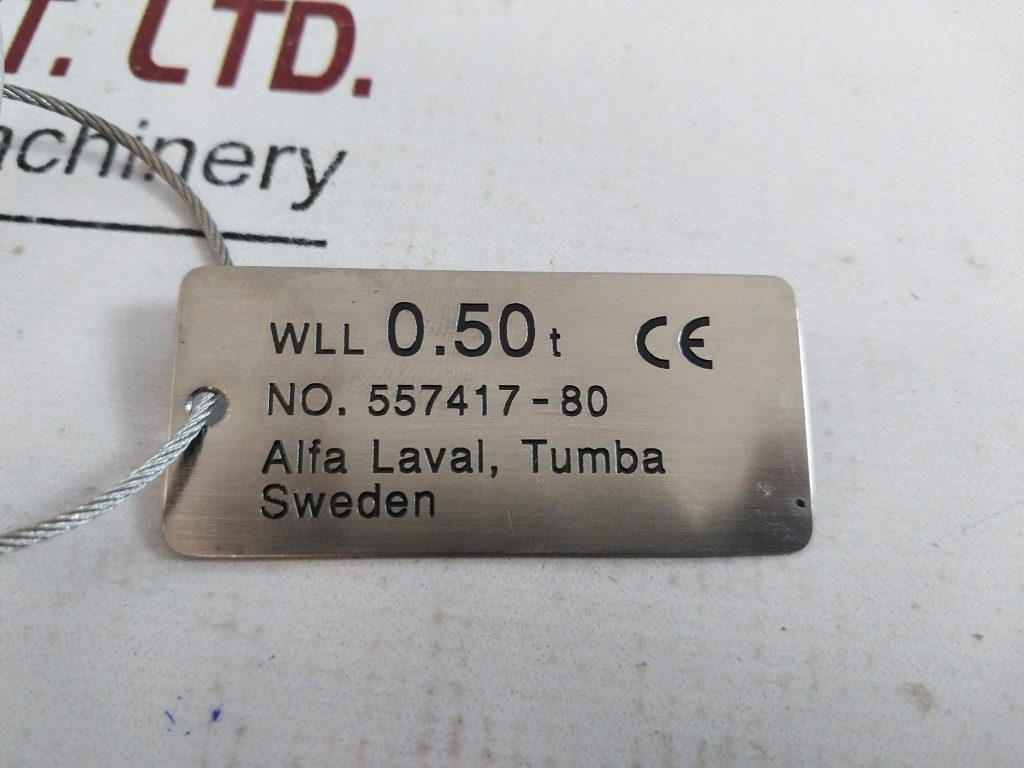 T. LTD.
achinery
WLL 0.50 t CE
NO. 557417-80
Alfa Laval, Tumba
Sweden